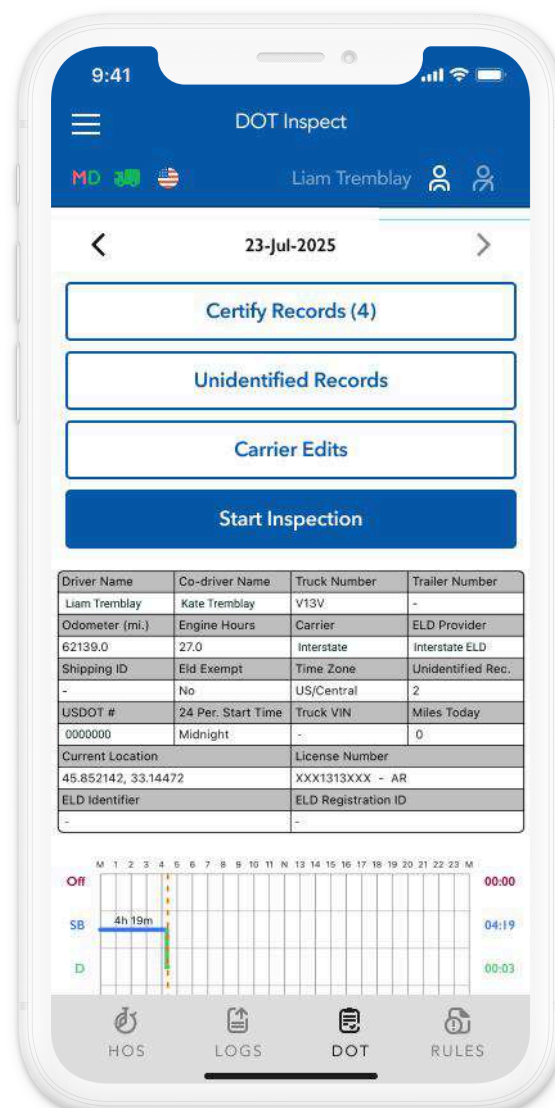 9:41
DOT Inspect
MD Liam Tremblay
23-Jul-2025
Certify Records (4)
Unidentified Records
Carrier Edits
Start Inspection
Driver Name Co-driver Name Truck Number Trailer Number
Liam Tremblay Kate Tremblay V13V -
Odometer (mi.) Engine Hours Carrier ELD Provider
62139.0 27.0 Interstate Interstate ELD
Shipping ID Eld Exempt Time Zone Unidentified Rec.
- No US/Central 2
USDOT # 24 Per. Start Time Truck VIN Miles Today
0000000 Midnight - 0
Current Location License Number
45.852142, 33.14472 XXX1313XXX - AR
ELD Identifier ELD Registration ID
- -
M 1 2 3 4 5 6 7 8 9 10 11 N 13 14 15 16 17 18 19 20 21 22 23 M
Off 00:00
SB 4h 19m 04:19
D 00:03
HOS LOGS DOT RULES